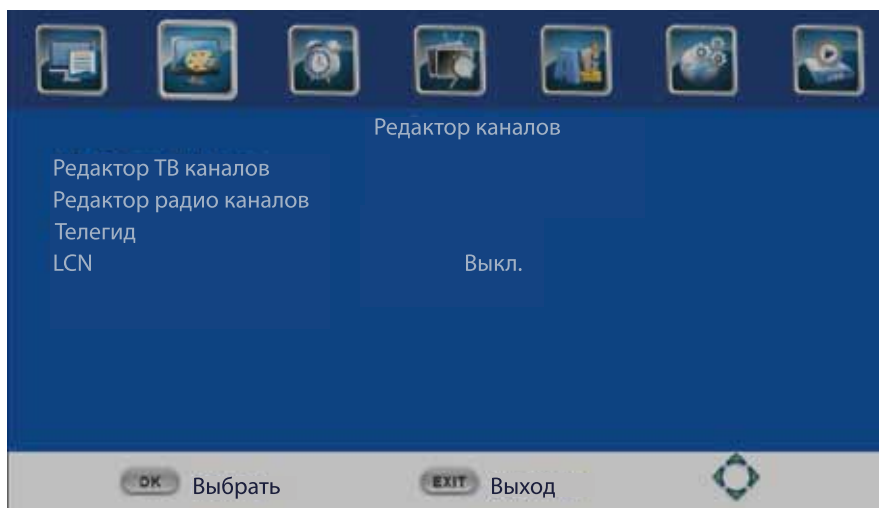 Редактор каналов
Редактор ТВ каналов
Редактор радио каналов
Телегид
LCN Выкл.
OK Выбрать EXIT Выход